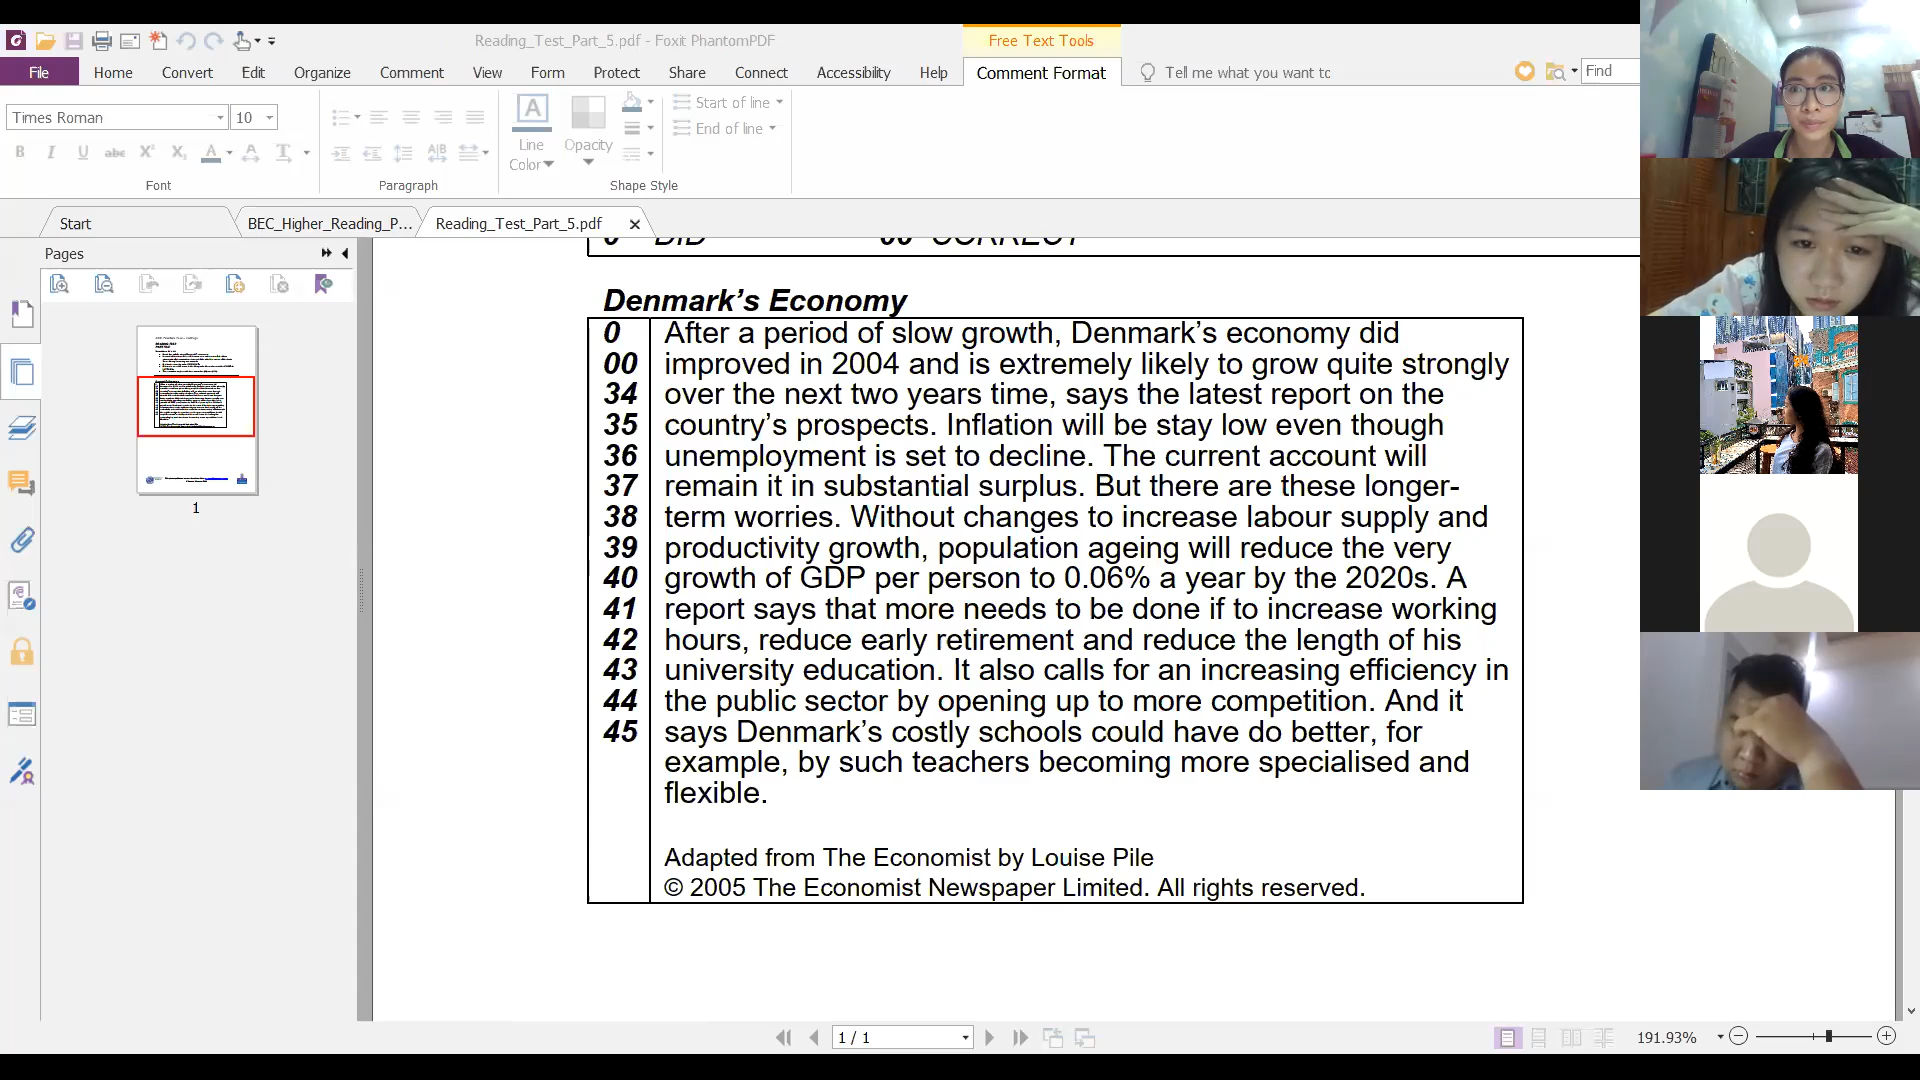 Reading_Test_Part_5.pdf - Foxit PhantomPDF
Free Text Tools
File Home Convert Edit Organize Comment View Form Protect Share Connect Accessibility Help Comment Format Tell me what you want to Find
Times Roman 10
Start of line
End of line
Line Color
Opacity
Font Paragraph Shape Style
Start BEC_Higher_Reading_P... Reading_Test_Part_5.pdf
Pages
1
0 DID 00 CORRECT
Denmark's Economy
0 After a period of slow growth, Denmark's economy did
00 improved in 2004 and is extremely likely to grow quite strongly
34 over the next two years time, says the latest report on the
35 country's prospects. Inflation will be stay low even though
36 unemployment is set to decline. The current account will
37 remain it in substantial surplus. But there are these longer-
38 term worries. Without changes to increase labour supply and
39 productivity growth, population ageing will reduce the very
40 growth of GDP per person to 0.06% a year by the 2020s. A
41 report says that more needs to be done if to increase working
42 hours, reduce early retirement and reduce the length of his
43 university education. It also calls for an increasing efficiency in
44 the public sector by opening up to more competition. And it
45 says Denmark's costly schools could have do better, for
example, by such teachers becoming more specialised and
flexible.
Adapted from The Economist by Louise Pile
© 2005 The Economist Newspaper Limited. All rights reserved.
1 / 1
191.93%